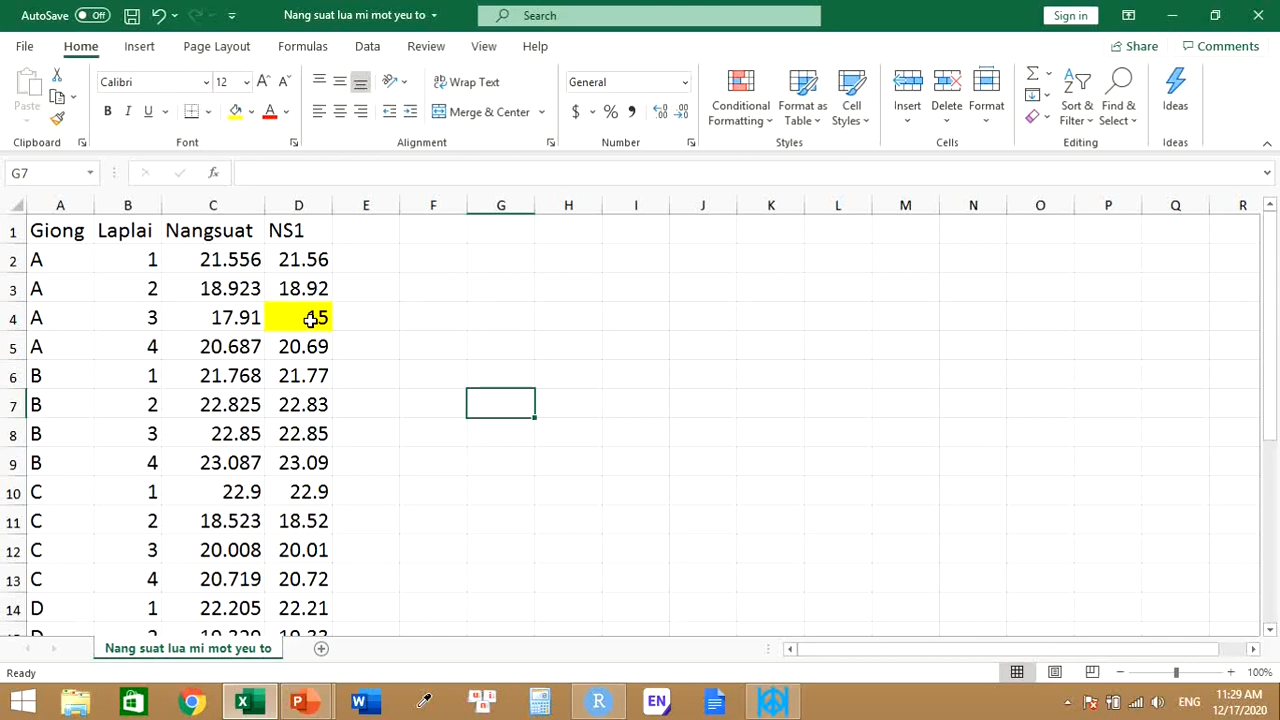 AutoSave Off Nang suat lua mi mot yeu to Search Sign in
File Home Insert Page Layout Formulas Data Review View Help Share Comments
Paste Calibri 12 A A Wrap Text General Conditional Formatting Format as Table Cell Styles Insert Delete Format Sort & Filter Find & Select Ideas
B I U A Merge & Center $ % 9
Clipboard Font Alignment Number Styles Cells Editing Ideas
G7 fx
A B C D E F G H I J K L M N O P Q R
1 Giong Laplai Nangsuat NS1
2 A 1 21.556 21.56
3 A 2 18.923 18.92
4 A 3 17.91 15
5 A 4 20.687 20.69
6 B 1 21.768 21.77
7 B 2 22.825 22.83
8 B 3 22.85 22.85
9 B 4 23.087 23.09
10 C 1 22.9 22.9
11 C 2 18.523 18.52
12 C 3 20.008 20.01
13 C 4 20.719 20.72
14 D 1 22.205 22.21
Nang suat lua mi mot yeu to
Ready 100%
EN ENG 11:29 AM
12/17/2020